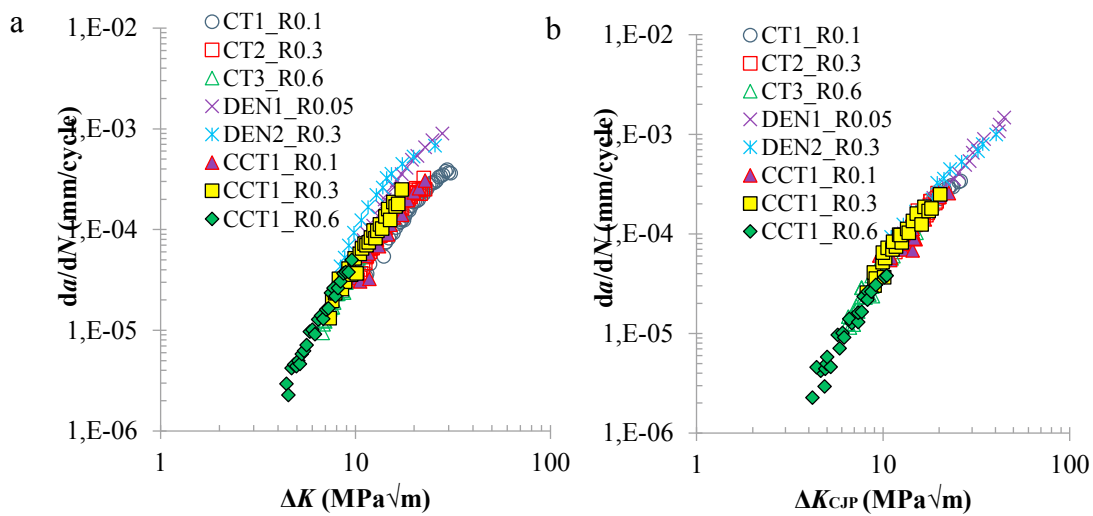 a
1,E-02
1,E-03
1,E-04
1,E-05
1,E-06
da/dN (mm/cycle)
CT1_R0.1
CT2_R0.3
CT3_R0.6
DEN1_R0.05
DEN2_R0.3
CCT1_R0.1
CCT1_R0.3
CCT1_R0.6
1
10
100
ΔK (MPa√m)
b
1,E-02
1,E-03
1,E-04
1,E-05
1,E-06
da/dN (mm/cycle)
CT1_R0.1
CT2_R0.3
CT3_R0.6
DEN1_R0.05
DEN2_R0.3
CCT1_R0.1
CCT1_R0.3
CCT1_R0.6
1
10
100
ΔKCJP (MPa√m)